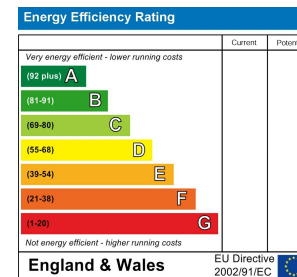 Energy Efficiency Rating
Current Poten
Very energy efficient - lower running costs
(92 plus) A
(81-91) B
(69-80) C
(55-68) D
(39-54) E
(21-38) F
(1-20) G
Not energy efficient - higher running costs
England & Wales
EU Directive
2002/91/EC